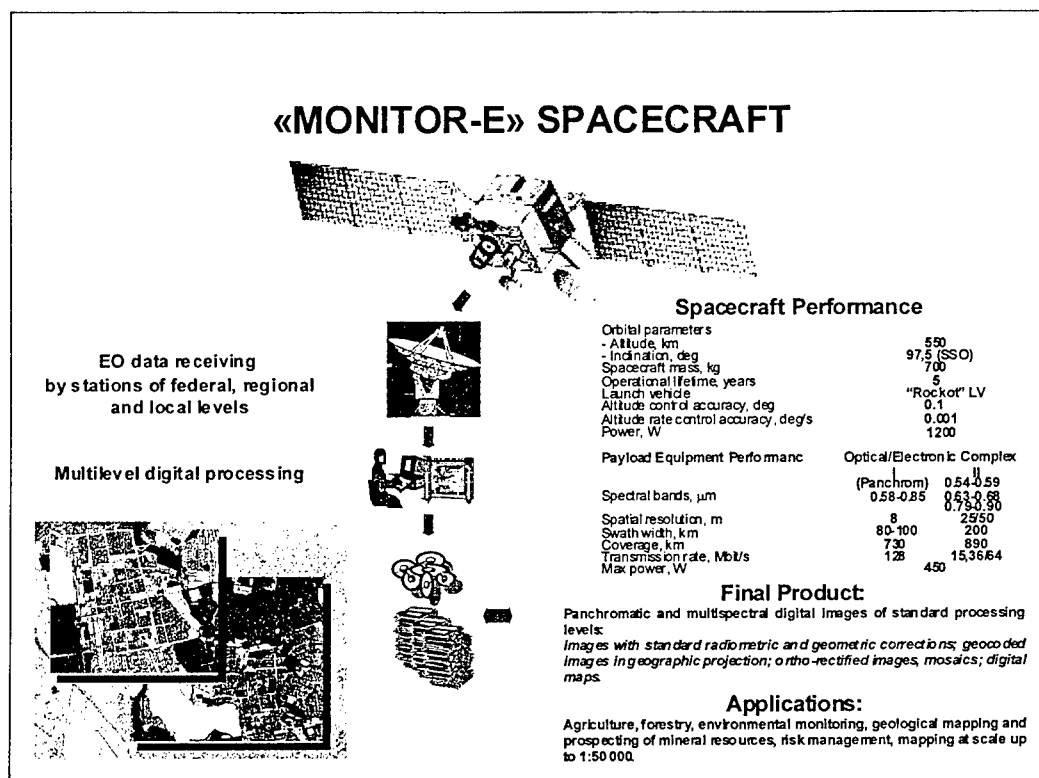 «MONITOR-E» SPACECRAFT
EO data receiving
by stations of federal, regional
and local levels
Multilevel digital processing
Spacecraft Performance
Orbital parameters
- Altitude, km 550
- Inclination, deg 97,5 (SSO)
Spacecraft mass, kg 700
Operational lifetime, years 5
Launch vehicle "Rockot" LV
Altitude control accuracy, deg 0.1
Altitude rate control accuracy, deg/s 0.001
Power, W 1200
Payload Equipment Performanc Optical/Electronic Complex
I II
(Panchrom) 0.54-0.59
Spectral bands, μm 0.58-0.85 0.63-0.68
0.79-0.90
Spatial resolution, m 8 25/50
Swath width, km 80-100 200
Coverage, km 730 890
Transmission rate, Mbit/s 128 15,36/64
Max power, W 450
Final Product:
Panchromatic and multispectral digital images of standard processing
levels:
images with standard radiometric and geometric corrections; geocoded
images in geographic projection; ortho-rectified images, mosaics; digital
maps.
Applications:
Agriculture, forestry, environmental monitoring, geological mapping and
prospecting of mineral resources, risk management, mapping at scale up
to 1:50 000.